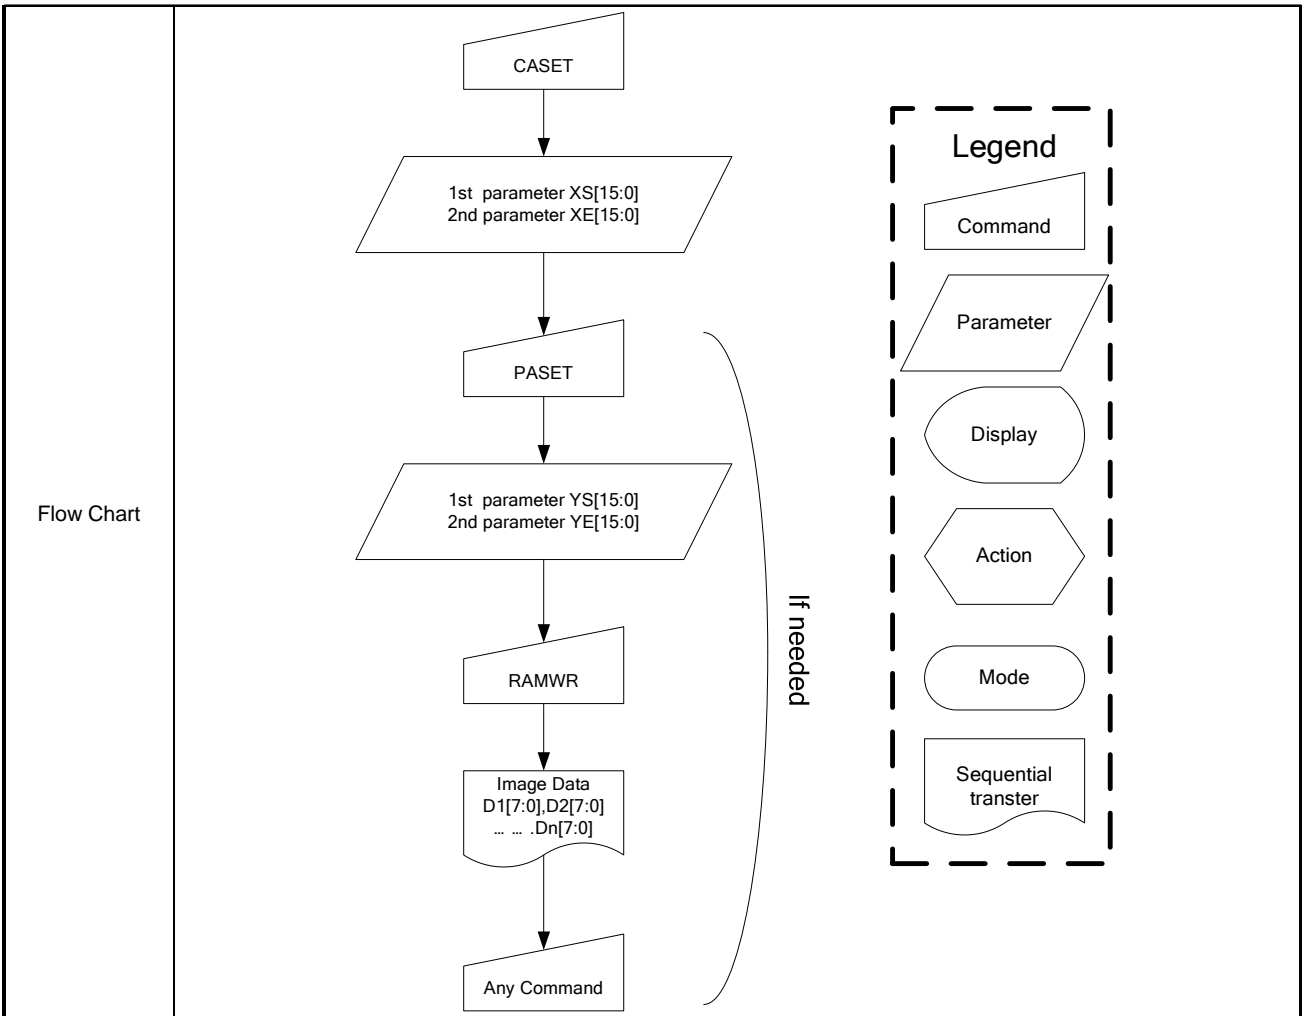 Flow Chart
CASET
1st parameter XS[15:0]
2nd parameter XE[15:0]
PASET
1st parameter YS[15:0]
2nd parameter YE[15:0]
RAMWR
Image Data
D1[7:0],D2[7:0]
... ... .Dn[7:0]
Any Command
If needed
Legend
Command
Parameter
Display
Action
Mode
Sequential
transter